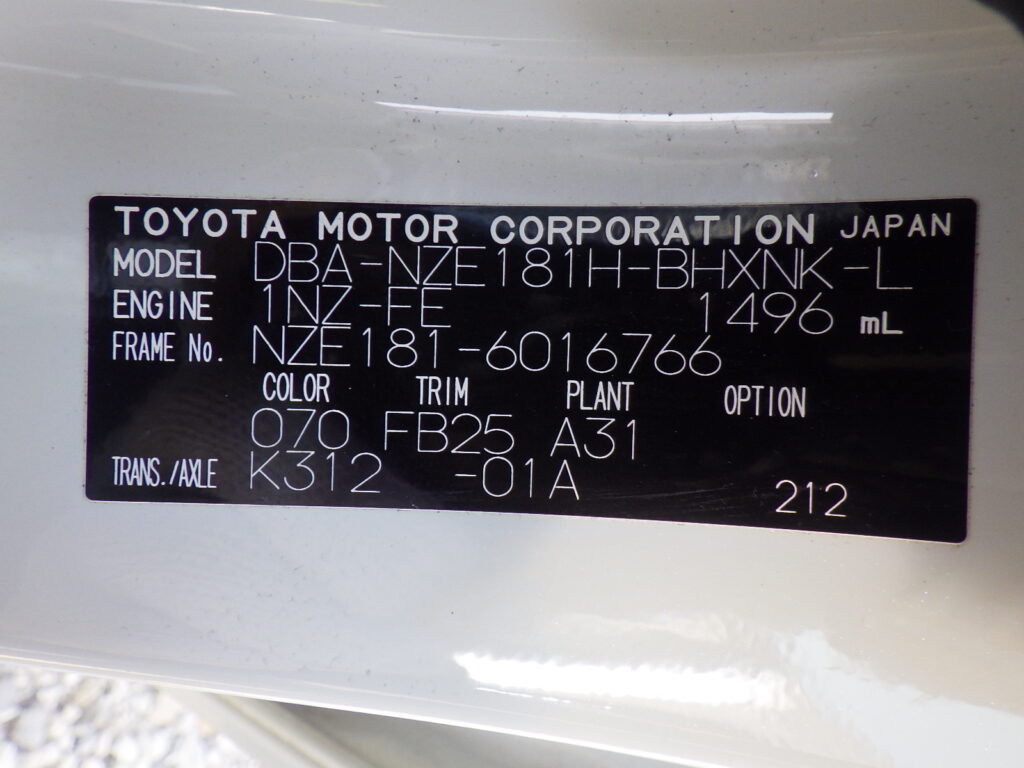 TOYOTA MOTOR CORPORATION JAPAN
MODEL DBA-NZE181H-BHXNK-L
ENGINE 1NZ-FE 1496 mL
FRAME No. NZE181-6016766
COLOR TRIM PLANT OPTION
070 FB25 A31
TRANS./AXLE K312 -01A
212